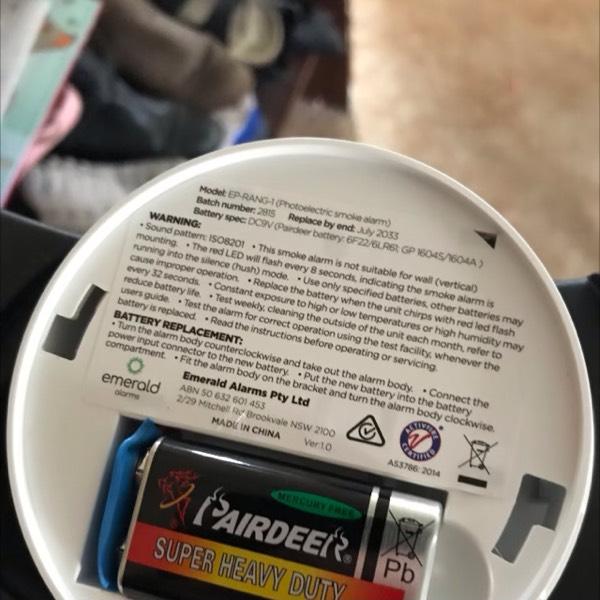 Model: EP-RANG-1 (Photoelectric smoke alarm)
Batch number: 2815 Replace by end: July 2033
Battery spec: DC9V (Pairdeer battery: 6F22/6LR61; GP 1604S/1604A )
WARNING:
• Sound pattern: ISO8201 • This smoke alarm is not suitable for wall (vertical)
mounting. • The red LED will flash every 8 seconds, indicating the smoke alarm is
running into the silence (hush) mode. • Use only specified batteries, other batteries may
cause improper operation. • Replace the battery when the unit chirps with red led flash
every 32 seconds. • Constant exposure to high or low temperatures or high humidity may
reduce battery life. • Test weekly, cleaning the outside of the unit each month, refer to
users guide. • Test the alarm for correct operation using the test facility, whenever the
battery is replaced. • Read the instructions before operating or servicing.
BATTERY REPLACEMENT:
• Turn the alarm body counterclockwise and take out the alarm body. • Connect the
power input connector to the new battery. • Put the new battery into the battery
compartment. • Fit the alarm body on the bracket and turn the alarm body clockwise.
emerald
alarms
Emerald Alarms Pty Ltd
ABN 50 632 601 453
2/29 Mitchell Rd Brookvale NSW 2100
MADE IN CHINA Ver:1.0
ACTIVFIRE
CERTIFIED
AS3786: 2014
MERCURY FREE
PAIRDEER®
SUPER HEAVY DUTY
Pb